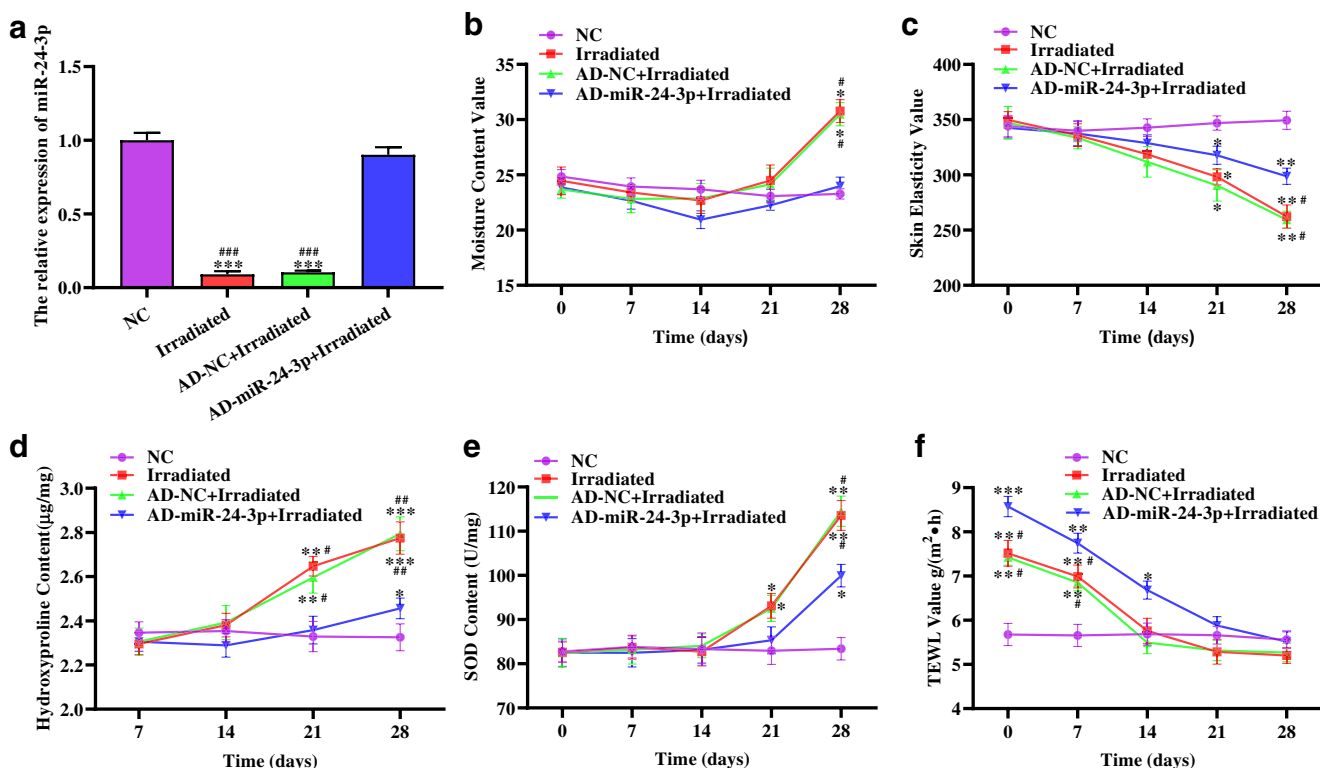 a
The relative expression of miR-24-3p
1.5
1.0
0.5
0.0
###
***
###
***
NC
Irradiated
AD-NC+Irradiated
AD-miR-24-3p+Irradiated
b
NC
Irradiated
AD-NC+Irradiated
AD-miR-24-3p+Irradiated
Moisture Content Value
35
30
25
20
15
#
*
*
#
0 7 14 21 28
Time (days)
c
NC
Irradiated
AD-NC+Irradiated
AD-miR-24-3p+Irradiated
Skin Elasticity Value
400
350
300
250
200
*
*
*
**
**#
**#
0 7 14 21 28
Time (days)
d
NC
Irradiated
AD-NC+Irradiated
AD-miR-24-3p+Irradiated
Hydroxyproline Content(μg/mg)
3.0
2.8
2.6
2.4
2.2
2.0
**#
**#
##
***
***
##
*
7 14 21 28
Time (days)
e
NC
Irradiated
AD-NC+Irradiated
AD-miR-24-3p+Irradiated
SOD Content (U/mg)
120
110
100
90
80
70
*
*
#
**
**
#
*
0 7 14 21 28
Time (days)
f
NC
Irradiated
AD-NC+Irradiated
AD-miR-24-3p+Irradiated
TEWL Value g/(m²•h)
9
8
7
6
5
4
***
**#
**#
**
**#
**
#
*
0 7 14 21 28
Time (days)